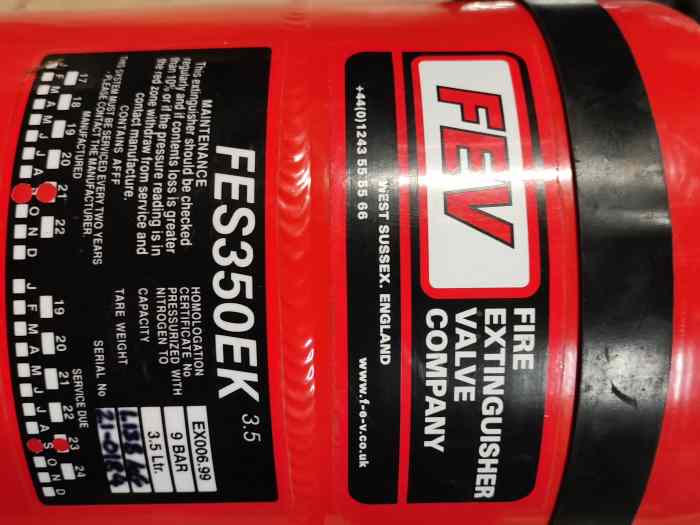 FEV
FIRE
EXTINGUISHER
VALVE
COMPANY
WEST SUSSEX. ENGLAND
+44(0)1243 55 55 66
www.f-e-v.co.uk
FES350EK 3.5
MAINTENANCE
This extinguisher should be checked
regularly and if contents loss is greater
than 10% or if the pressure reading is in
the red zone withdraw from service and
contact manufacture.
CONTAINS AFFF
THIS SYSTEM MUST BE SERVICED EVERY TWO YEARS
- PLEASE CONTACT THE MANUFACTURER
MANUFACTURED
17 18 19 20 21 22
J F M A M J J A O N D
HOMOLOGATION
CERTIFICATE No EX006.99
PRESSURIZED WITH
NITROGEN TO 9 BAR
CAPACITY 3.5 Ltr.
TARE WEIGHT
SERIAL No
SERVICE DUE
19 20 21 22 23 24
J F M A M J J A S O N D